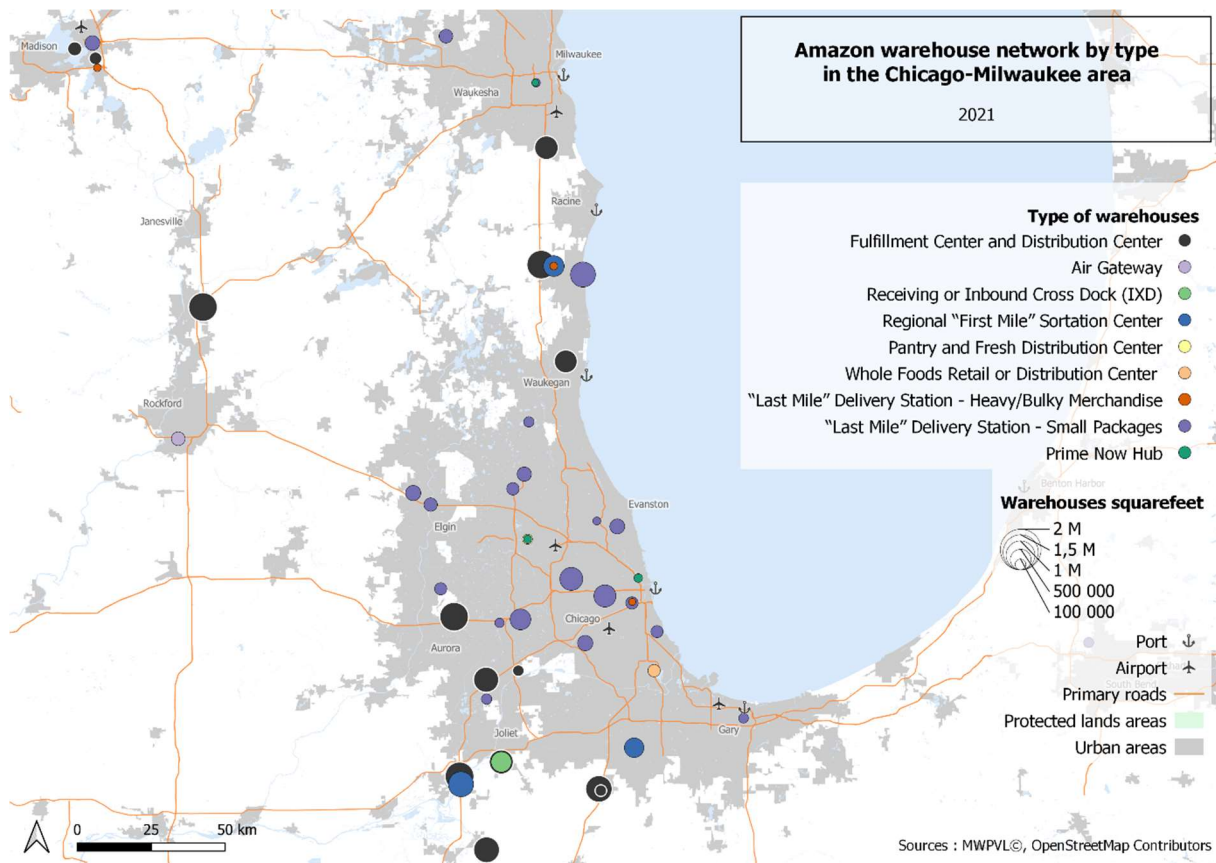 Amazon warehouse network by type
in the Chicago-Milwaukee area
2021
Madison
Milwaukee
Waukesha
Racine
Janesville
Waukegan
Rockford
Evanston
Elgin
Chicago
Aurora
Joliet
Gary
Benton Harbor
South Bend
Type of warehouses
Fulfillment Center and Distribution Center
Air Gateway
Receiving or Inbound Cross Dock (IXD)
Regional “First Mile” Sortation Center
Pantry and Fresh Distribution Center
Whole Foods Retail or Distribution Center
“Last Mile” Delivery Station - Heavy/Bulky Merchandise
“Last Mile” Delivery Station - Small Packages
Prime Now Hub
Warehouses squarefeet
2 M
1,5 M
1 M
500 000
100 000
Port
Airport
Primary roads
Protected lands areas
Urban areas
0 25 50 km
Sources : MWPVL©, OpenStreetMap Contributors